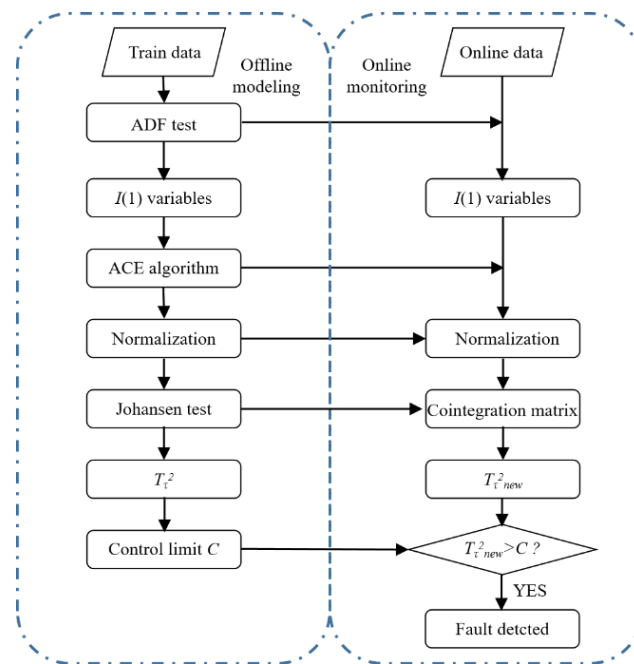 Train data
Offline
modeling
Online
monitoring
Online data
ADF test
I(1) variables
I(1) variables
ACE algorithm
Normalization
Normalization
Johansen test
Cointegration matrix
Tτ²
Tτ²new
Control limit C
Tτ²new>C ?
YES
Fault detcted